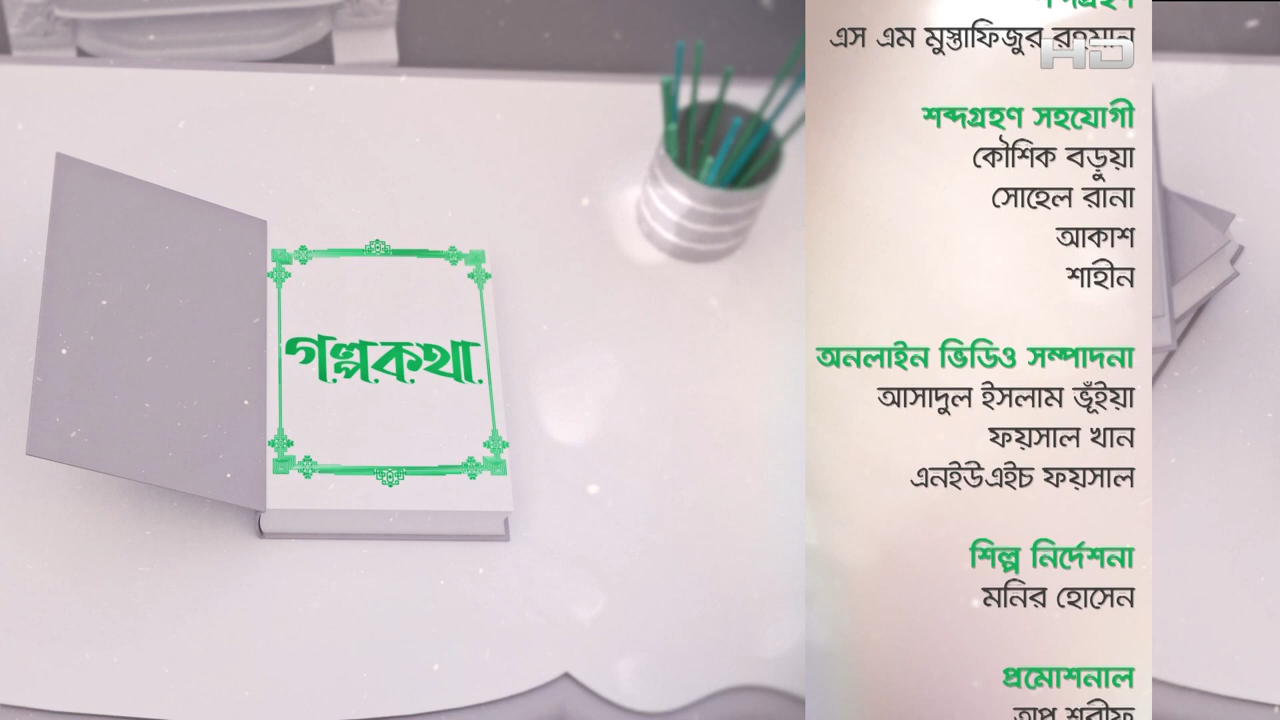 গল্পকথা
এস এম মুস্তাফিজুর রহমান
HD
শব্দগ্রহণ সহযোগী
কৌশিক বড়ুয়া
সোহেল রানা
আকাশ
শাহীন
অনলাইন ভিডিও সম্পাদনা
আসাদুল ইসলাম ভূঁইয়া
ফয়সাল খান
এনইউএইচ ফয়সাল
শিল্প নির্দেশনা
মনির হোসেন
প্রমোশনাল